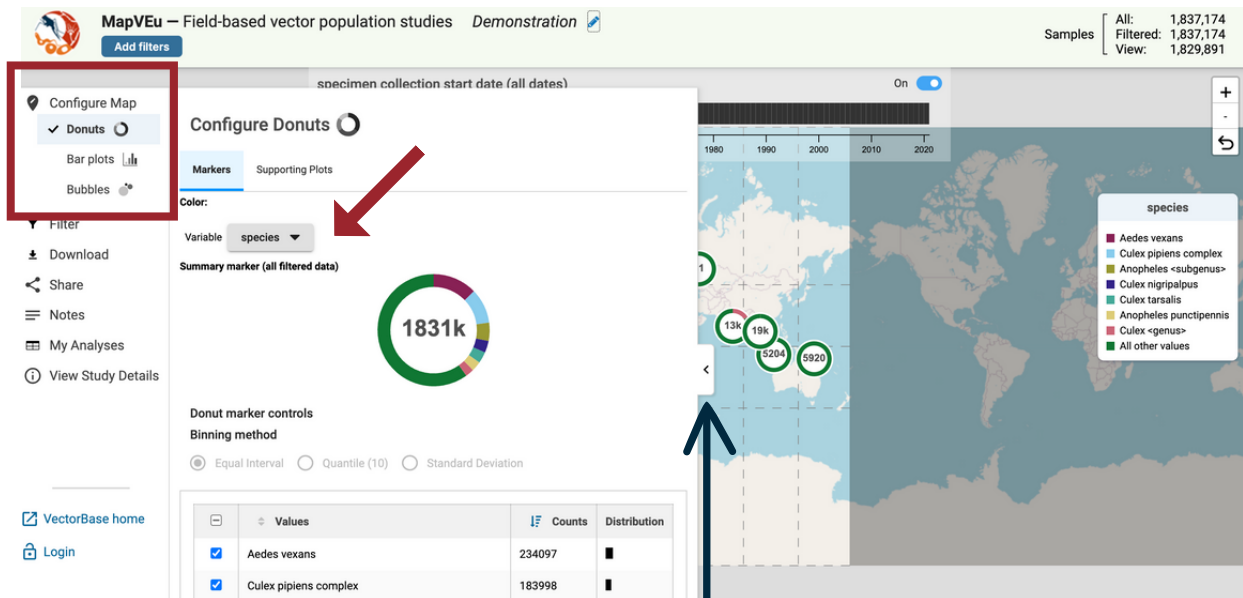 MapVEu — Field-based vector population studies Demonstration
Add filters
Samples
All: 1,837,174
Filtered: 1,837,174
View: 1,829,891
Configure Map
Donuts
Bar plots
Bubbles
Filter
Download
Share
Notes
My Analyses
View Study Details
VectorBase home
Login
specimen collection start date (all dates)
On
1980 1990 2000 2010 2020
Configure Donuts
Markers Supporting Plots
Color:
Variable species
Summary marker (all filtered data)
1831k
Donut marker controls
Binning method
Equal Interval Quantile (10) Standard Deviation
Values Counts Distribution
Aedes vexans 234097
Culex pipiens complex 183998
1
13k
19k
5204
5920
+
-
species
Aedes vexans
Culex pipiens complex
Anopheles <subgenus>
Culex nigripalpus
Culex tarsalis
Anopheles punctipennis
Culex <genus>
All other values